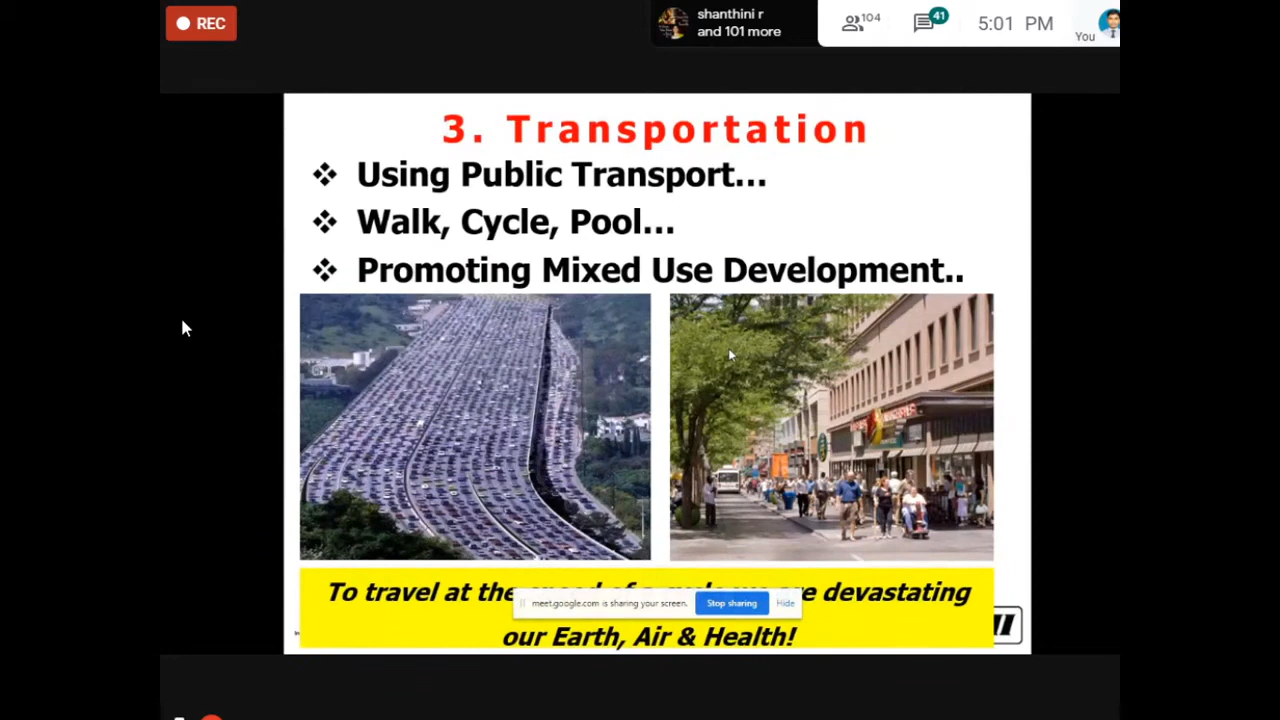 REC
shanthini r
and 101 more
104
41
5:01 PM
You
3. Transportation
❖ Using Public Transport...
❖ Walk, Cycle, Pool...
❖ Promoting Mixed Use Development..
To travel at the speed of a we are devastating
meet.google.com is sharing your screen.
Stop sharing
Hide
our Earth, Air & Health!